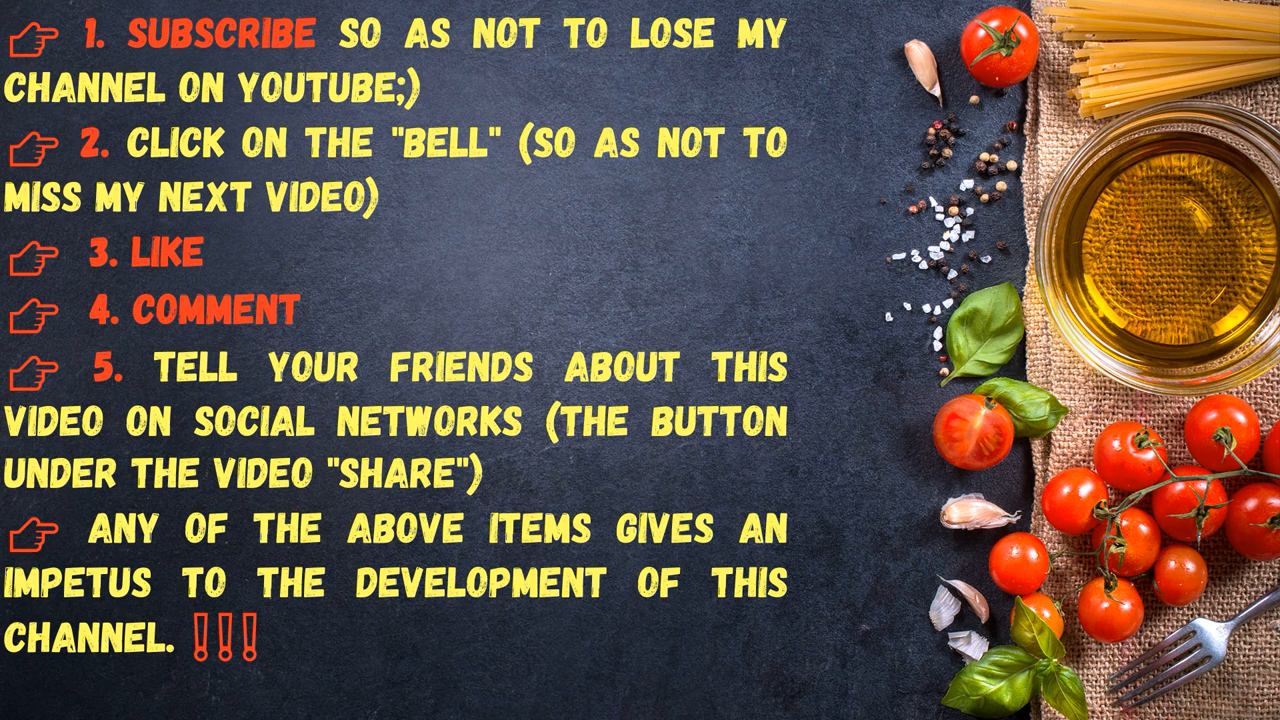 👉 1. SUBSCRIBE SO AS NOT TO LOSE MY
CHANNEL ON YOUTUBE;)
👉 2. CLICK ON THE "BELL" (SO AS NOT TO
MISS MY NEXT VIDEO)
👉 3. LIKE
👉 4. COMMENT
👉 5. TELL YOUR FRIENDS ABOUT THIS
VIDEO ON SOCIAL NETWORKS (THE BUTTON
UNDER THE VIDEO "SHARE")
👉 ANY OF THE ABOVE ITEMS GIVES AN
IMPETUS TO THE DEVELOPMENT OF THIS
CHANNEL. ❗❗❗